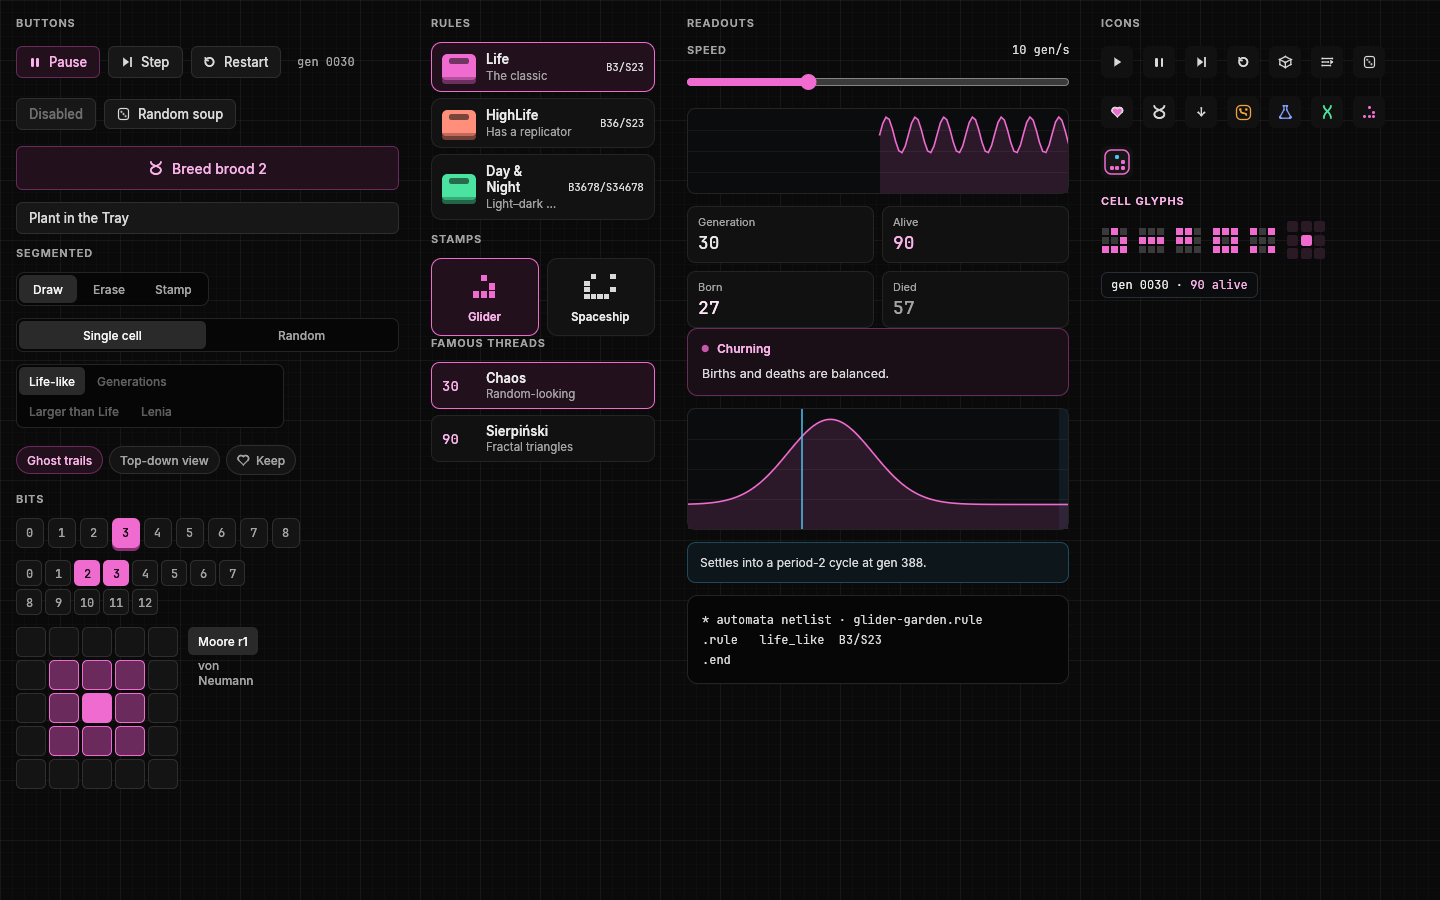 BUTTONS
Pause
Step
Restart
gen 0030
Disabled
Random soup
Breed brood 2
Plant in the Tray
SEGMENTED
Draw
Erase
Stamp
Single cell
Random
Life-like
Generations
Larger than Life
Lenia
Ghost trails
Top-down view
Keep
BITS
0 1 2 3 4 5 6 7 8
0 1 2 3 4 5 6 7
8 9 10 11 12
Moore r1
von
Neumann
RULES
Life
The classic
B3/S23
HighLife
Has a replicator
B36/S23
Day &
Night
Light–dark ...
B3678/S34678
STAMPS
Glider
Spaceship
FAMOUS THREADS
30
Chaos
Random-looking
90
Sierpiński
Fractal triangles
READOUTS
SPEED
10 gen/s
Generation
30
Alive
90
Born
27
Died
57
Churning
Births and deaths are balanced.
Settles into a period-2 cycle at gen 388.
* automata netlist · glider-garden.rule
.rule life_like B3/S23
.end
ICONS
CELL GLYPHS
gen 0030 · 90 alive